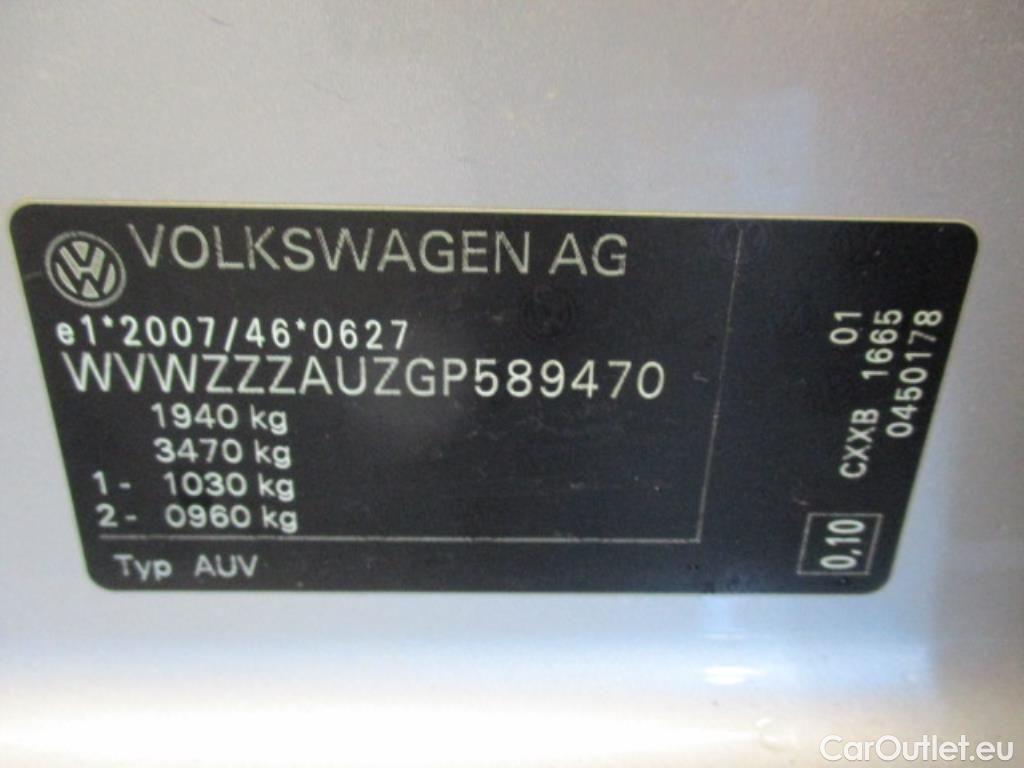 VOLKSWAGEN AG
e1*2007/46*0627
WVWZZZAUZGP589470
1940 kg
3470 kg
1- 1030 kg
2- 0960 kg
Typ AUV
01
CXXB 1665
0450178
0,10
CarOutlet.eu